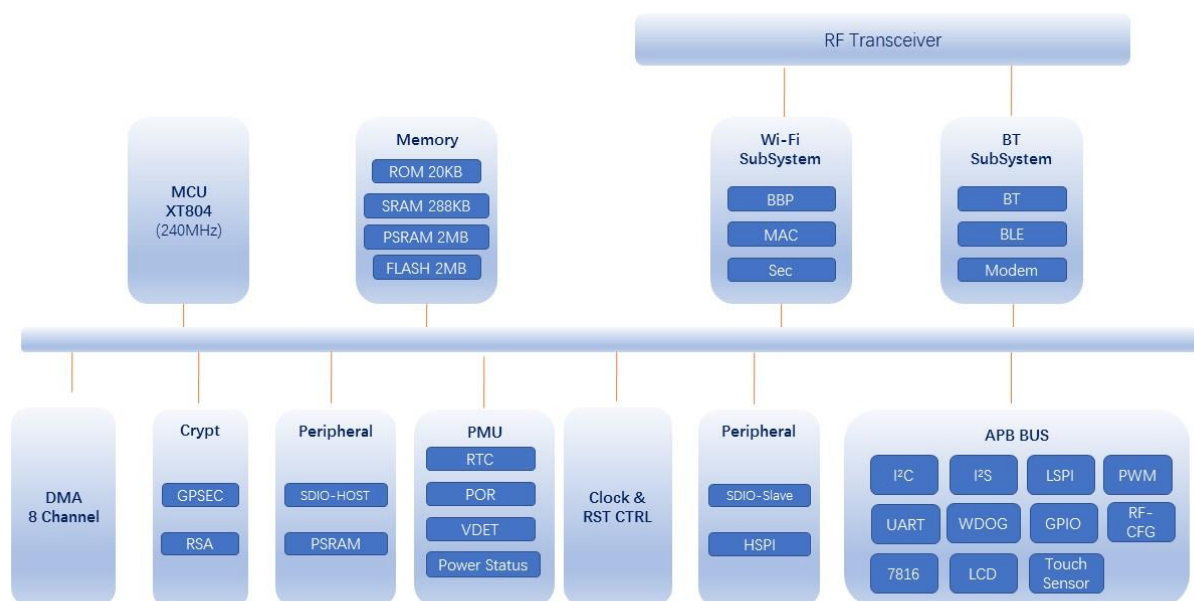 RF Transceiver
MCU
XT804
(240MHz)
Memory
ROM 20KB
SRAM 288KB
PSRAM 2MB
FLASH 2MB
Wi-Fi
SubSystem
BBP
MAC
Sec
BT
SubSystem
BT
BLE
Modem
DMA
8 Channel
Crypt
GPSEC
RSA
Peripheral
SDIO-HOST
PSRAM
PMU
RTC
POR
VDET
Power Status
Clock &
RST CTRL
Peripheral
SDIO-Slave
HSPI
APB BUS
I²C
I²S
LSPI
PWM
UART
WDOG
GPIO
RF-
CFG
7816
LCD
Touch
Sensor